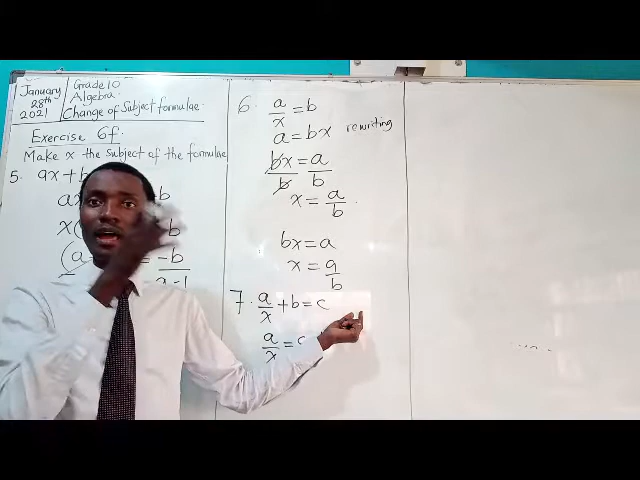 January
28th
2021
Grade 10
Algebra
Change of Subject formulae.
Exercise 6f
Make x the subject of the formulae
5. ax +
ax b
x( b
(a = -b
a-1
6. a/x = b
a = b x rewriting
bx/b = a/b
x = a/b.
bx = a
x = a/b
7. a/x + b = c
a/x = c